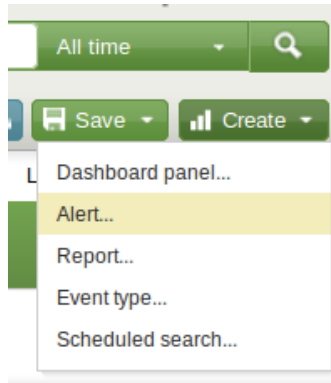 All time
Save
Create
L
Dashboard panel...
Alert...
Report...
Event type...
Scheduled search...